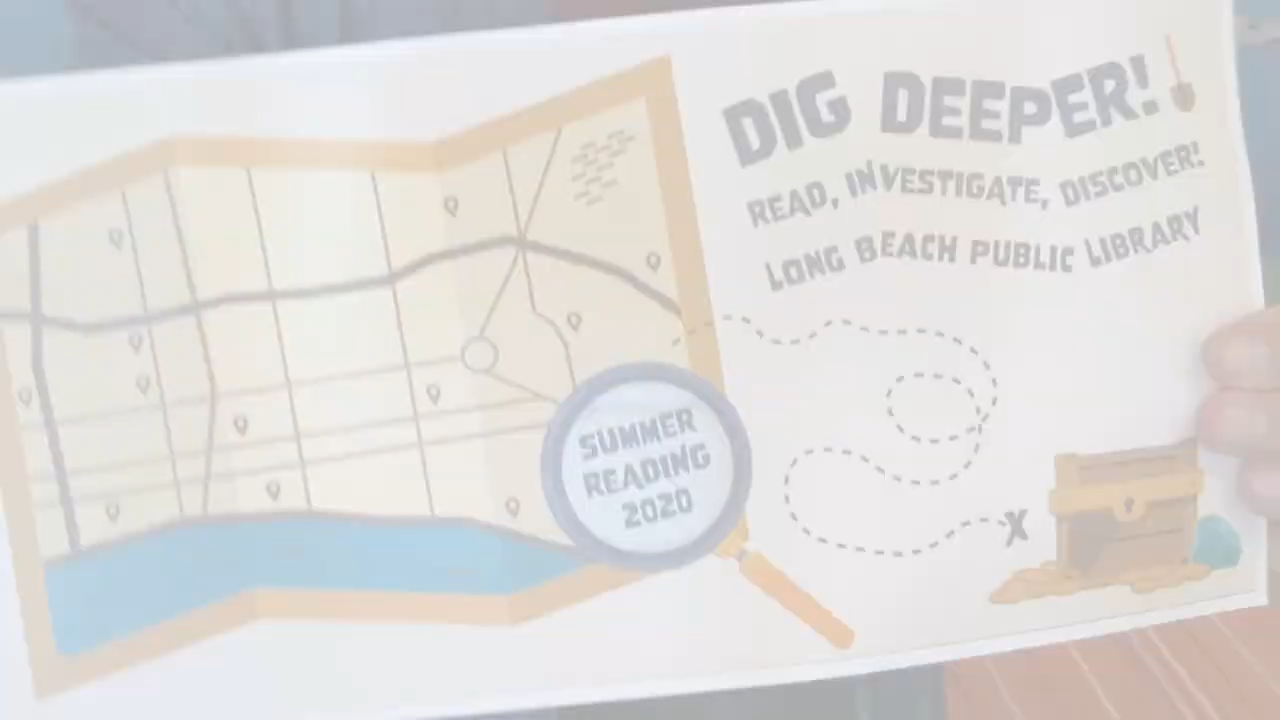 DIG DEEPER!
READ, INVESTIGATE, DISCOVER!
LONG BEACH PUBLIC LIBRARY
SUMMER
READING
2020
X